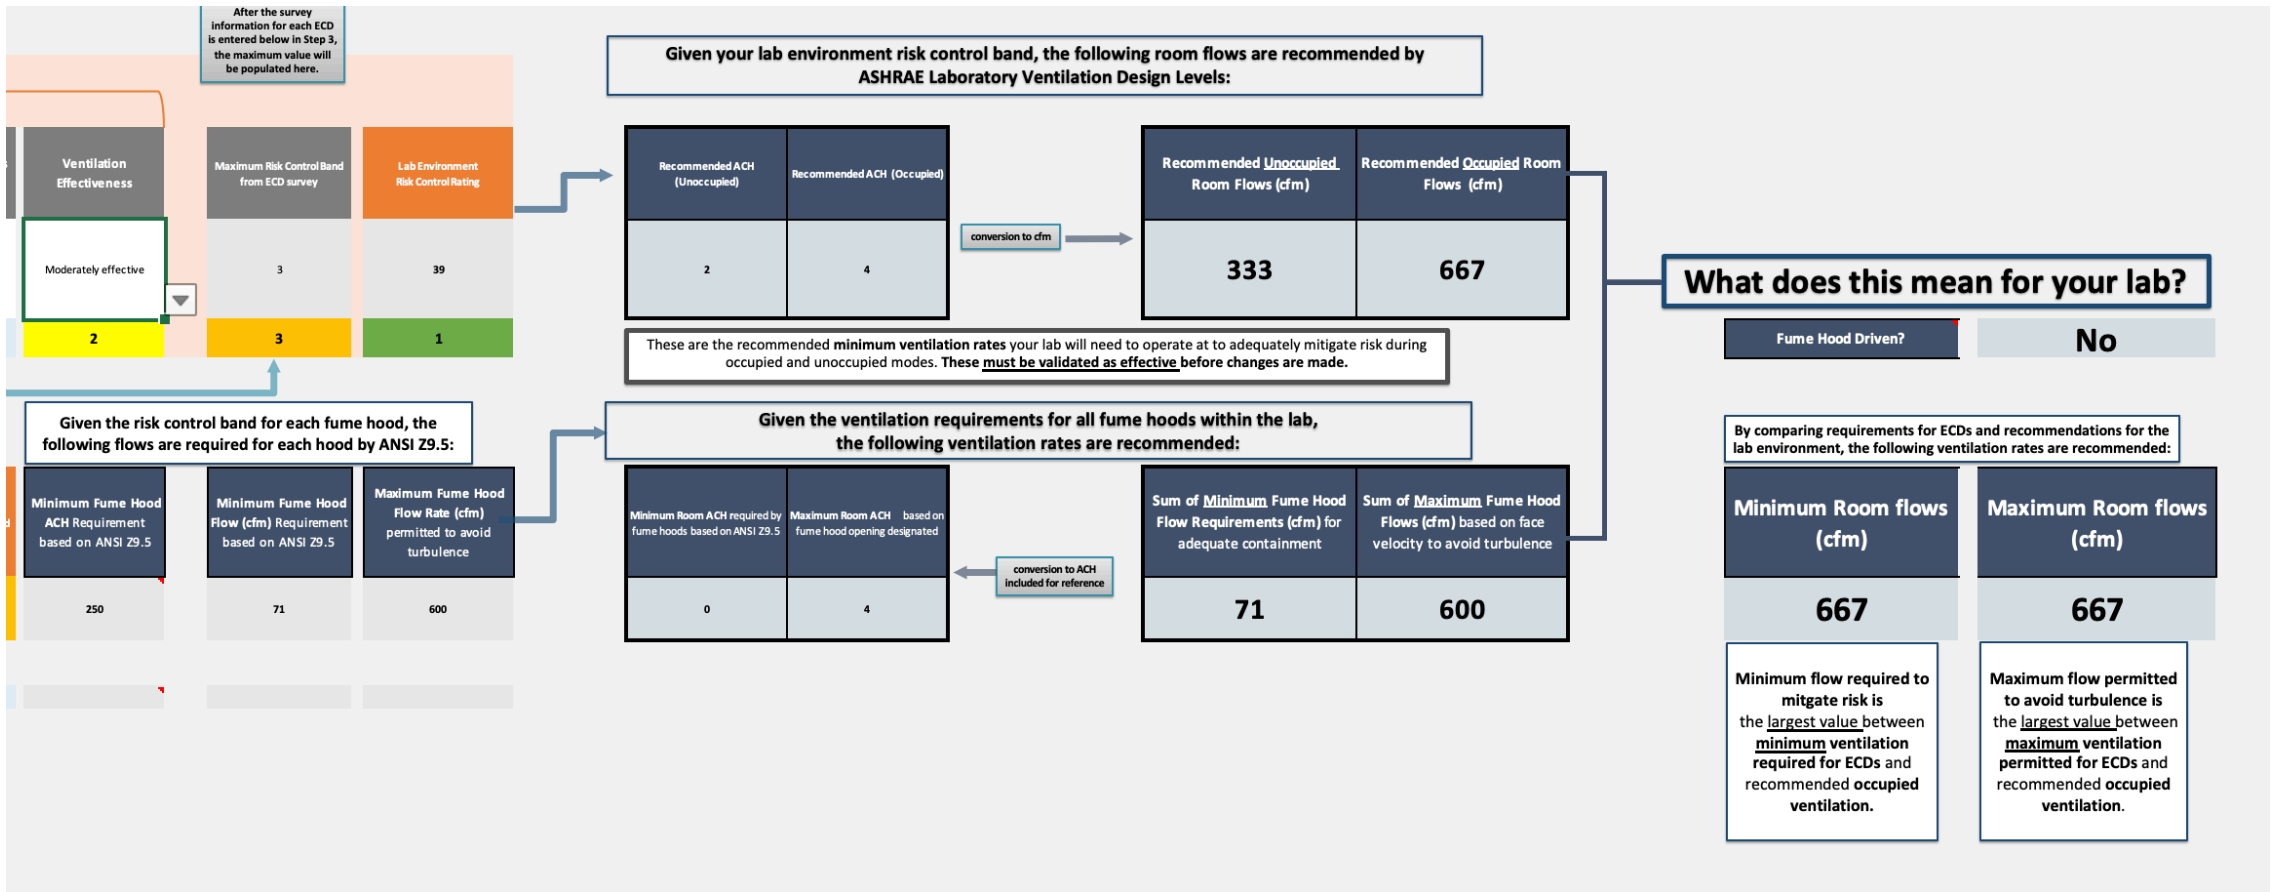 After the survey
information for each ECD
is entered below in Step 3,
the maximum value will
be populated here.
Given your lab environment risk control band, the following room flows are recommended by
ASHRAE Laboratory Ventilation Design Levels:
Ventilation
Effectiveness
Maximum Risk Control Band
from ECD survey
Lab Environment
Risk Control Rating
Recommended ACH
(Unoccupied)
Recommended ACH (Occupied)
Recommended Unoccupied
Room Flows (cfm)
Recommended Occupied Room
Flows (cfm)
conversion to cfm
Moderately effective
3
39
2
4
333
667
What does this mean for your lab?
2
3
1
These are the recommended minimum ventilation rates your lab will need to operate at to adequately mitigate risk during
occupied and unoccupied modes. These must be validated as effective before changes are made.
Fume Hood Driven?
No
Given the risk control band for each fume hood, the
following flows are required for each hood by ANSI Z9.5:
Given the ventilation requirements for all fume hoods within the lab,
the following ventilation rates are recommended:
By comparing requirements for ECDs and recommendations for the
lab environment, the following ventilation rates are recommended:
Minimum Fume Hood
ACH Requirement
based on ANSI Z9.5
Minimum Fume Hood
Flow (cfm) Requirement
based on ANSI Z9.5
Maximum Fume Hood
Flow Rate (cfm)
permitted to avoid
turbulence
Minimum Room ACH required by
fume hoods based on ANSI Z9.5
Maximum Room ACH based on
fume hood opening designated
conversion to ACH
included for reference
Sum of Minimum Fume Hood
Flow Requirements (cfm) for
adequate containment
Sum of Maximum Fume Hood
Flows (cfm) based on face
velocity to avoid turbulence
Minimum Room flows
(cfm)
Maximum Room flows
(cfm)
250
71
600
0
4
71
600
667
667
Minimum flow required to
mitgate risk is
the largest value between
minimum ventilation
required for ECDs and
recommended occupied
ventilation.
Maximum flow permitted
to avoid turbulence is
the largest value between
maximum ventilation
permitted for ECDs and
recommended occupied
ventilation.